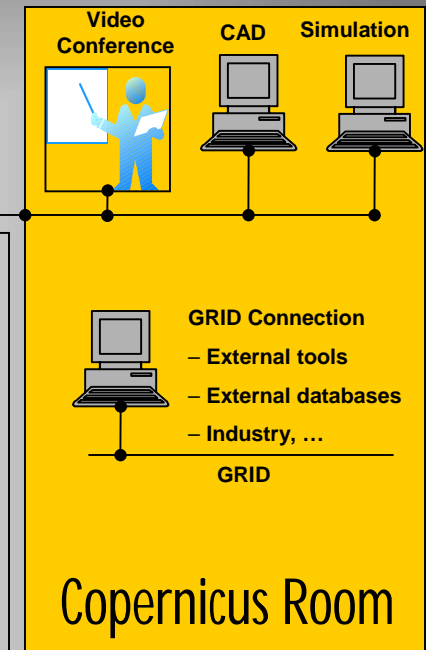 Video
Conference
CAD
Simulation
GRID Connection
– External tools
– External databases
– Industry, …
GRID
Copernicus Room